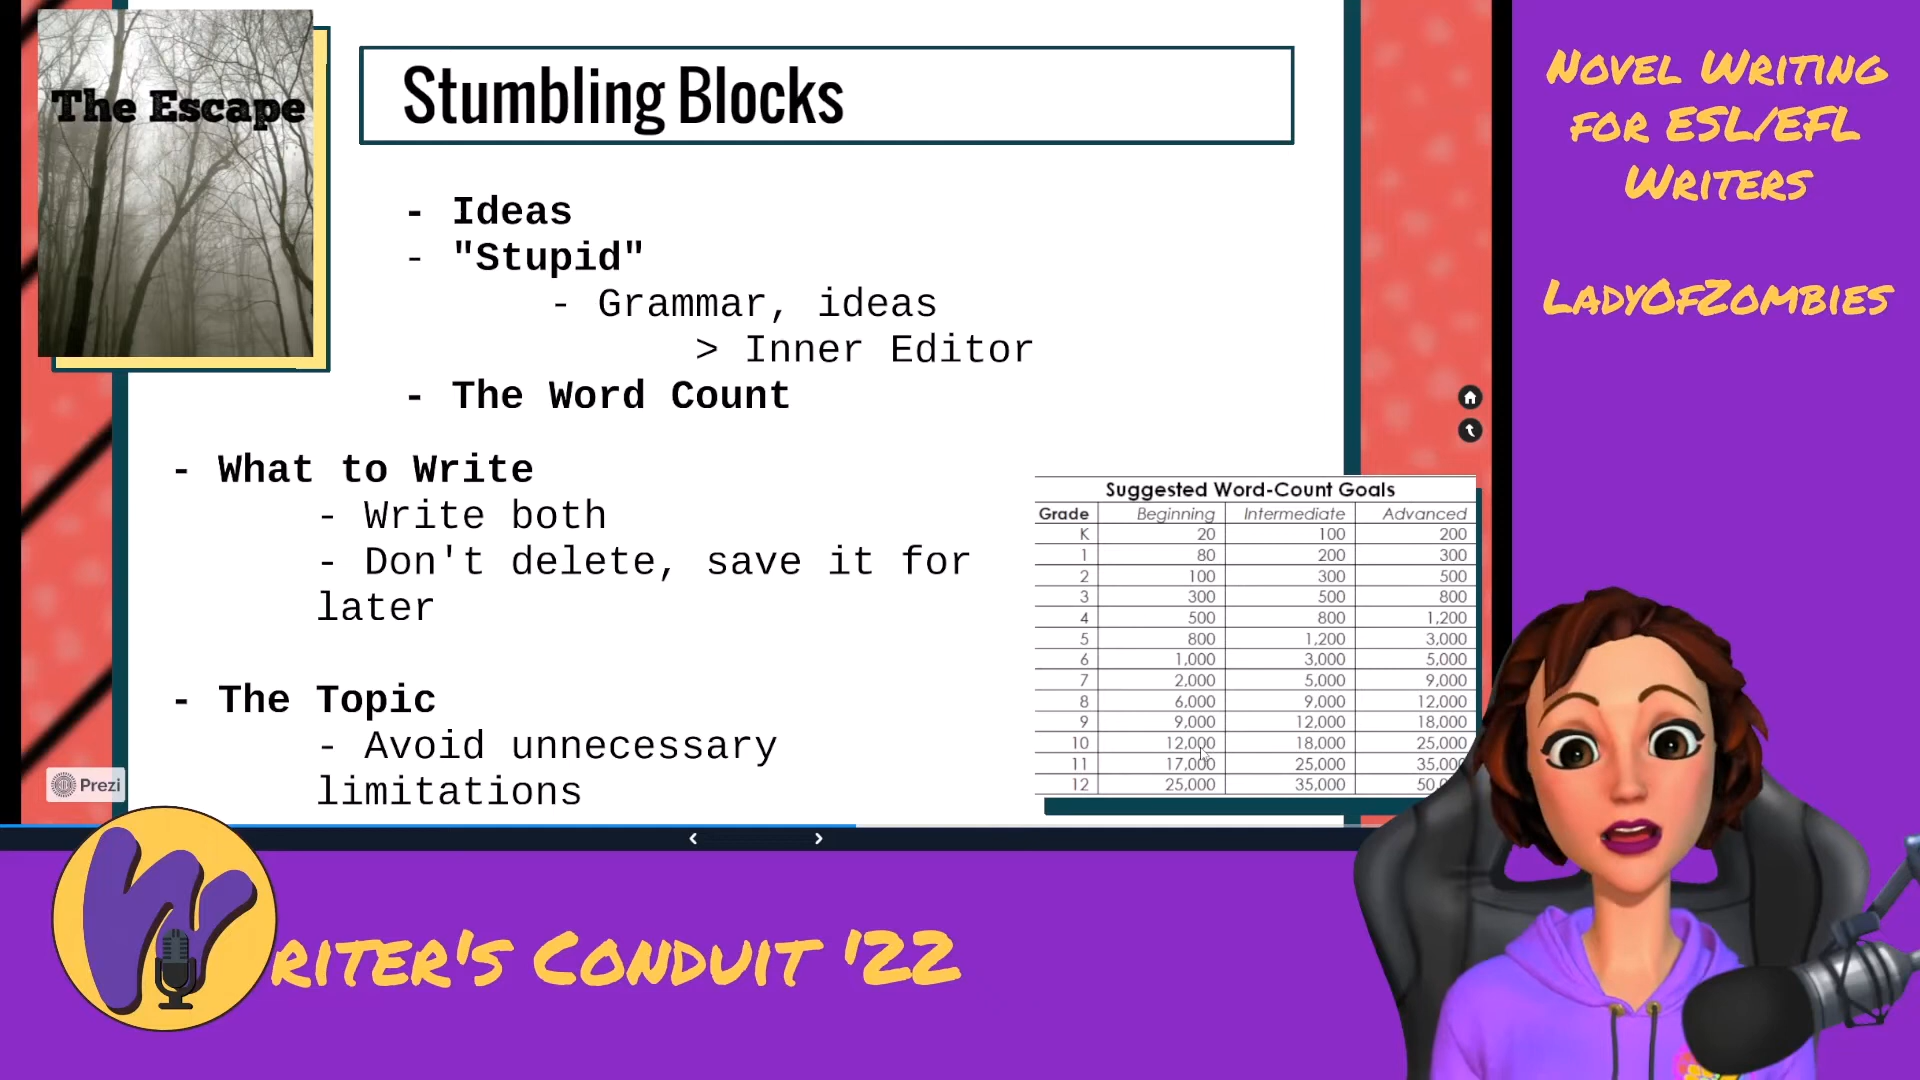 The Escape
Stumbling Blocks
- Ideas
- "Stupid"
- Grammar, ideas
> Inner Editor
- The Word Count
- What to Write
- Write both
- Don't delete, save it for
later
- The Topic
- Avoid unnecessary
limitations
Suggested Word-Count Goals
Grade Beginning Intermediate Advanced
K 20 100 200
1 80 200 300
2 100 300 500
3 300 500 800
4 500 800 1,200
5 800 1,200 3,000
6 1,000 3,000 5,000
7 2,000 5,000 9,000
8 6,000 9,000 12,000
9 9,000 12,000 18,000
10 12,000 18,000 25,000
11 17,000 25,000 35,000
12 25,000 35,000
Prezi
Novel Writing
for ESL/EFL
Writers
LadyOfZombies
Writer's Conduit '22